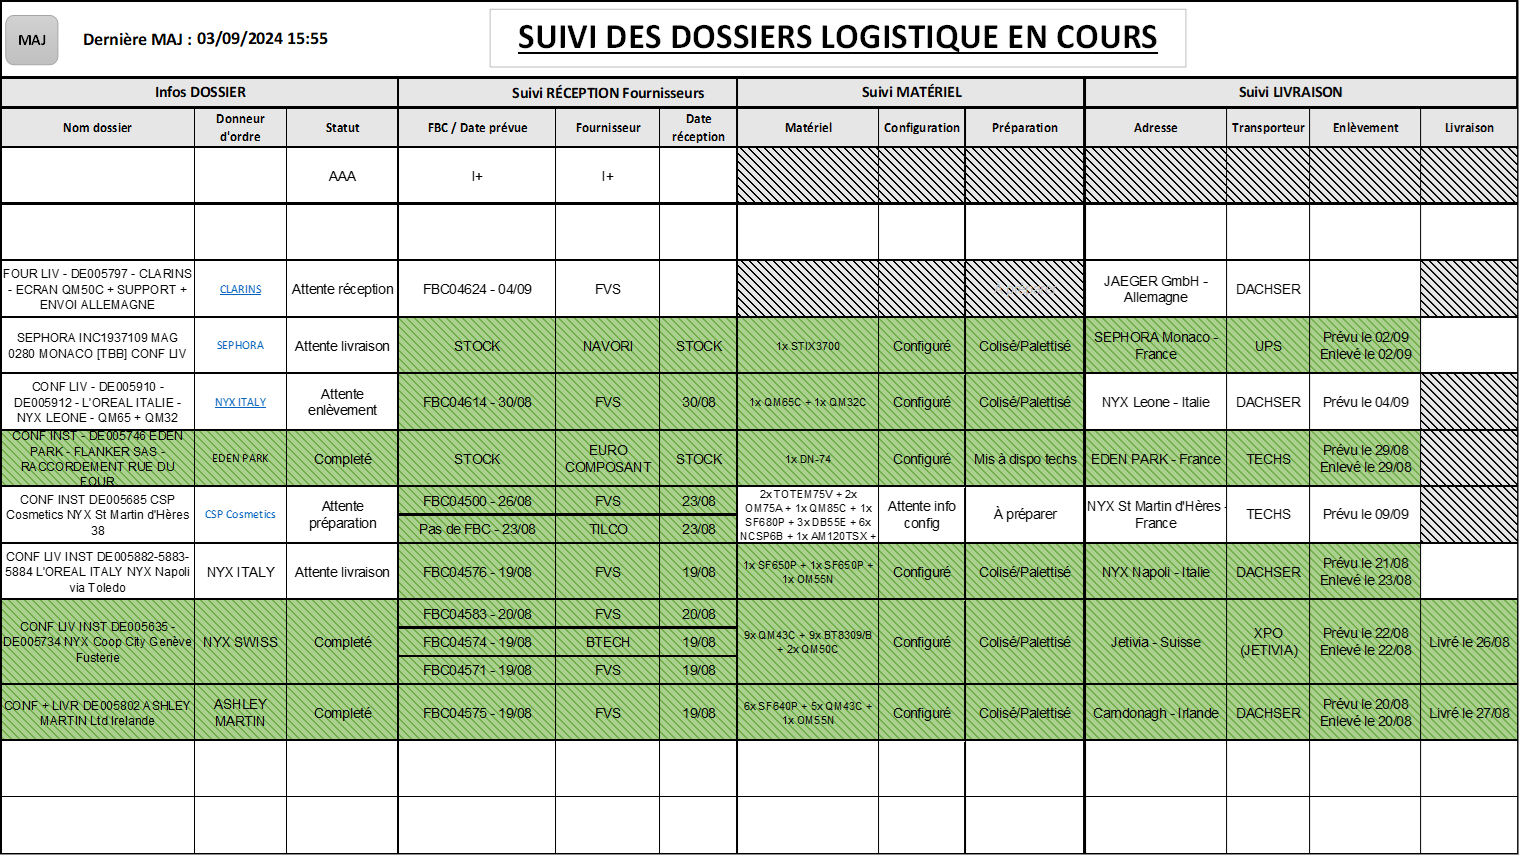 MAJ
Dernière MAJ : 03/09/2024 15:55
SUIVI DES DOSSIERS LOGISTIQUE EN COURS
Infos DOSSIER
Suivi RÉCEPTION Fournisseurs
Suivi MATÉRIEL
Suivi LIVRAISON
Nom dossier
Donneur
d'ordre
Statut
FBC / Date prévue
Fournisseur
Date
réception
Matériel
Configuration
Préparation
Adresse
Transporteur
Enlèvement
Livraison
AAA
I+
I+
FOUR LIV - DE005797 - CLARINS
- ECRAN QM50C + SUPPORT +
ENVOI ALLEMAGNE
CLARINS
Attente réception
FBC04624 - 04/09
FVS
JAEGER GmbH -
Allemagne
DACHSER
SEPHORA INC1937109 MAG
0280 MONACO [TBB] CONF LIV
SEPHORA
Attente livraison
STOCK
NAVORI
STOCK
1x STIX3700
Configuré
Colisé/Palettisé
SEPHORA Monaco -
France
UPS
Prévu le 02/09
Enlevé le 02/09
CONF LIV - DE005910 -
DE005912 - L'OREAL ITALIE -
NYX LEONE - QM65 + QM32
NYX ITALY
Attente
enlèvement
FBC04614 - 30/08
FVS
30/08
1x QM65C + 1x QM32C
Configuré
Colisé/Palettisé
NYX Leone - Italie
DACHSER
Prévu le 04/09
CONF INST - DE005746 EDEN
PARK - FLANKER SAS -
RACCORDEMENT RUE DU
FOUR
EDEN PARK
Completé
STOCK
EURO
COMPOSANT
STOCK
1x DN-74
Configuré
Mis à dispo techs
EDEN PARK - France
TECHS
Prévu le 29/08
Enlevé le 29/08
CONF INST DE005685 CSP
Cosmetics NYX St Martin d'Hères
38
CSP Cosmetics
Attente
préparation
FBC04500 - 26/08
FVS
23/08
Pas de FBC - 23/08
TILCO
23/08
2x TOTEM75V + 2x
OM75A + 1x QM85C + 1x
SF680P + 3x DB55E + 6x
NCSP6B + 1x AM120TSX +
Attente info
config
À préparer
NYX St Martin d'Hères -
France
TECHS
Prévu le 09/09
CONF LIV INST DE005882-5883-
5884 L'OREAL ITALY NYX Napoli
via Toledo
NYX ITALY
Attente livraison
FBC04576 - 19/08
FVS
19/08
1x SF650P + 1x SF650P +
1x OM55N
Configuré
Colisé/Palettisé
NYX Napoli - Italie
DACHSER
Prévu le 21/08
Enlevé le 23/08
CONF LIV INST DE005635 -
DE005734 NYX Coop City Genève
Fusterie
NYX SWISS
Completé
FBC04583 - 20/08
FVS
20/08
FBC04574 - 19/08
BTECH
19/08
FBC04571 - 19/08
FVS
19/08
9x QM43C + 9x BT8309/B
+ 2x QM50C
Configuré
Colisé/Palettisé
Jetivia - Suisse
XPO
(JETIVIA)
Prévu le 22/08
Enlevé le 22/08
Livré le 26/08
CONF + LIVR DE005802 ASHLEY
MARTIN Ltd Irelande
ASHLEY
MARTIN
Completé
FBC04575 - 19/08
FVS
19/08
6x SF640P + 5x QM43C +
1x OM55N
Configuré
Colisé/Palettisé
Carndonagh - Irlande
DACHSER
Prévu le 20/08
Enlevé le 20/08
Livré le 27/08